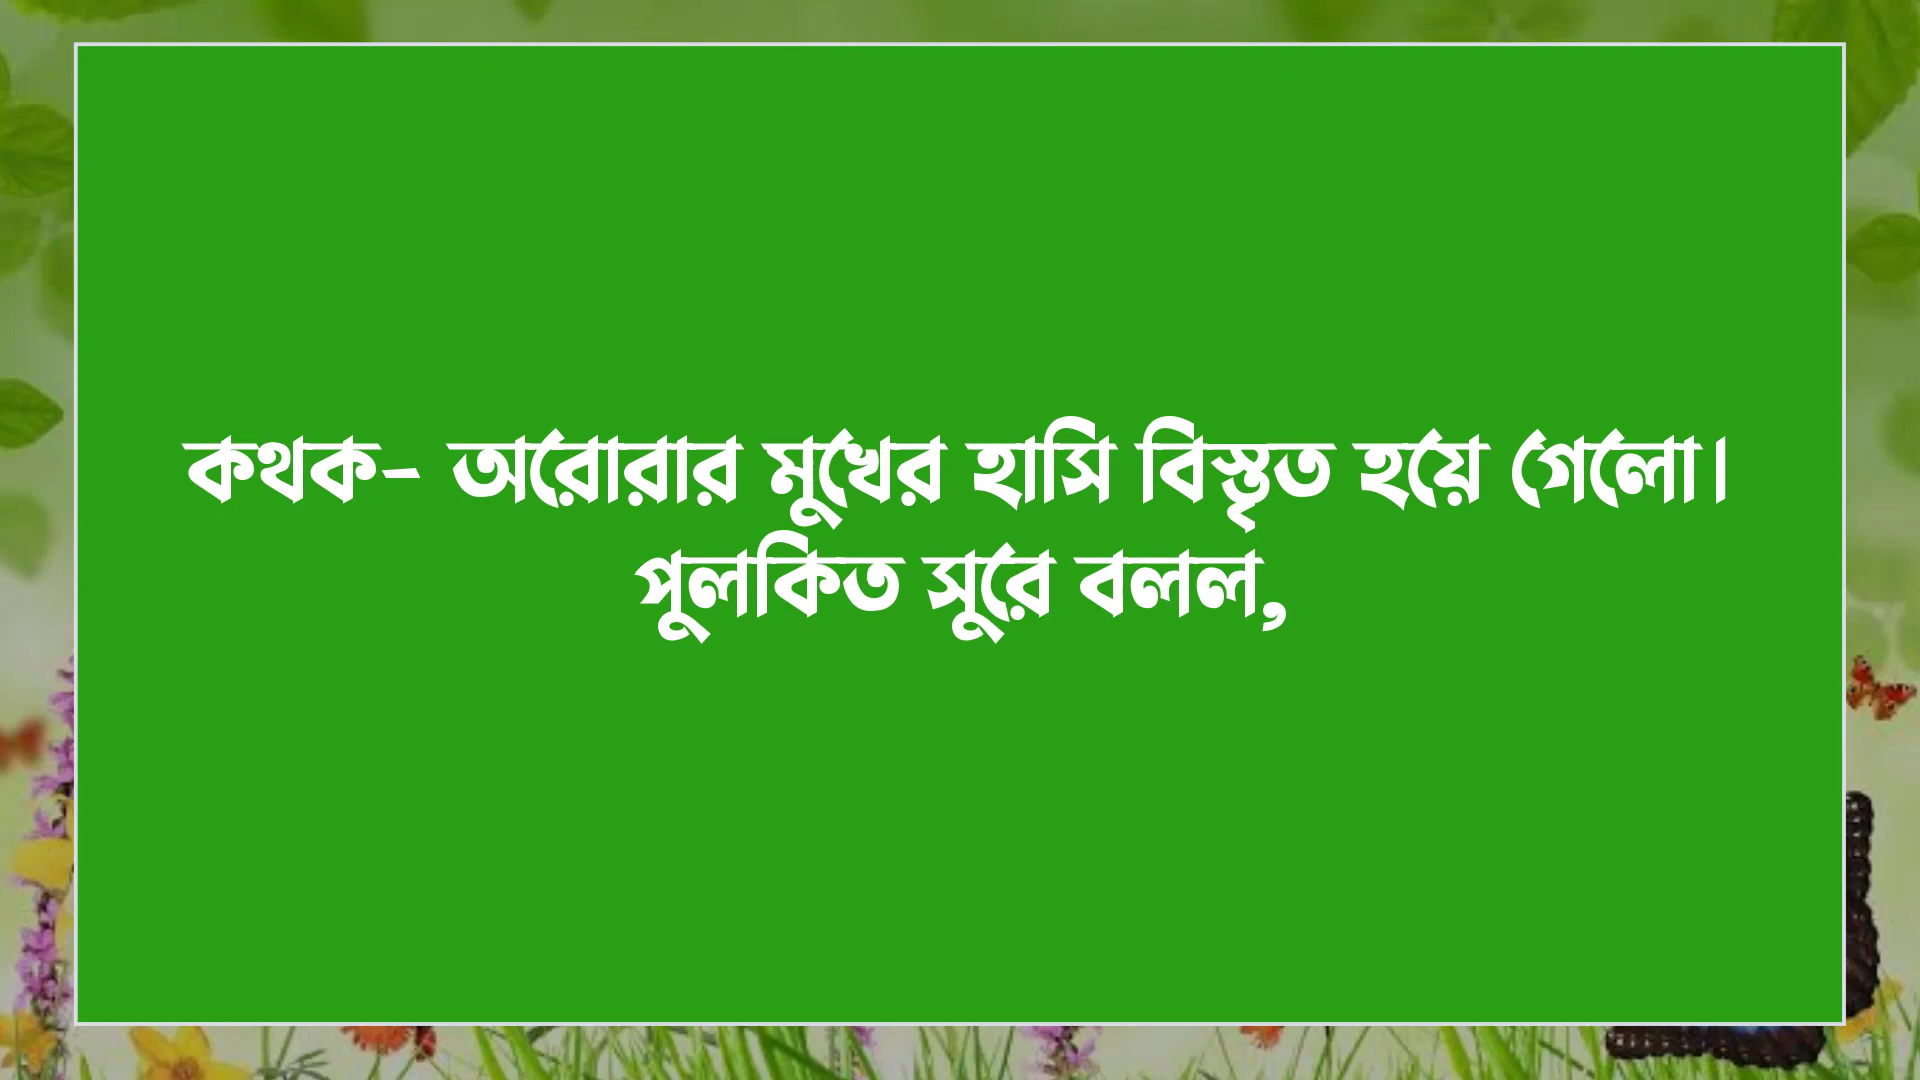 কথক- অরোরার মুখের হাসি বিস্তৃত হয়ে গেলো।
পুলকিত সুরে বলল,